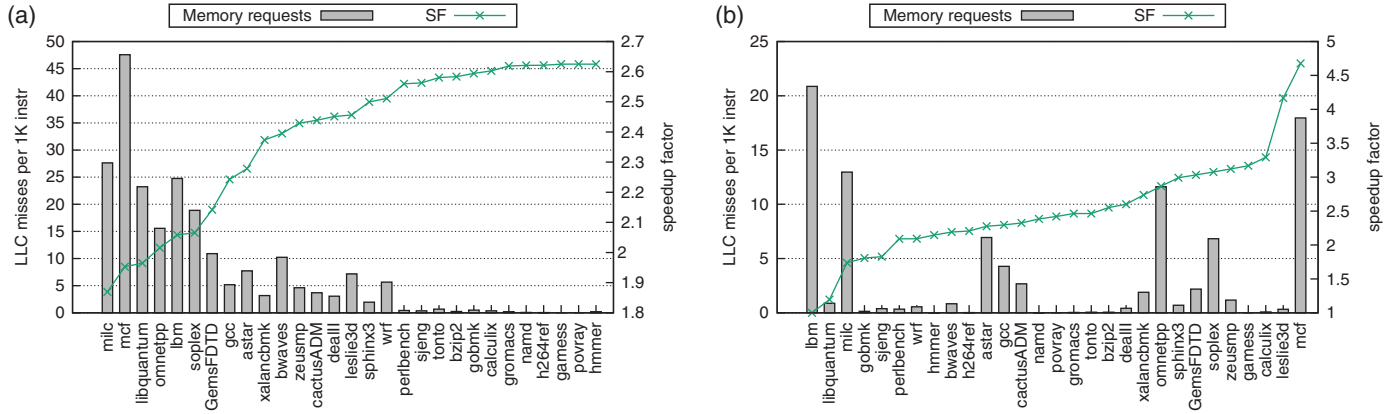 (a)
Memory requests
SF
LLC misses per 1K instr
50
45
40
35
30
25
20
15
10
5
0
2.7
2.6
2.5
2.4
2.3
2.2
2.1
2
1.9
1.8
speedup factor
milc
mcf
libquantum
omnetpp
lbm
soplex
GemsFDTD
gcc
astar
xalancbmk
bwaves
zeusmp
cactusADM
dealII
leslie3d
sphinx3
wrf
perlbench
sjeng
tonto
bzip2
gobmk
calculix
gromacs
namd
h264ref
gamess
povray
hmmer
(b)
Memory requests
SF
LLC misses per 1K instr
25
20
15
10
5
0
5
4.5
4
3.5
3
2.5
2
1.5
1
speedup factor
lbm
libquantum
milc
gobmk
sjeng
perlbench
wrf
hmmer
bwaves
h264ref
astar
gcc
cactusADM
namd
povray
gromacs
tonto
bzip2
dealII
xalancbmk
omnetpp
sphinx3
GemsFDTD
soplex
zeusmp
gamess
calculix
leslie3d
mcf